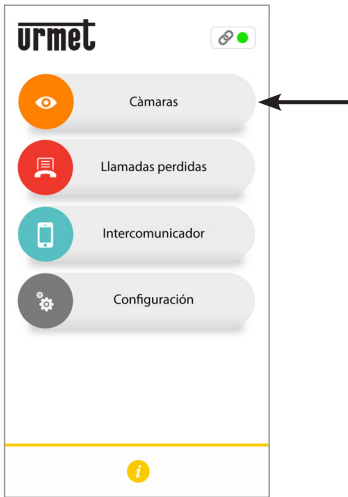 urmet
Càmaras
Llamadas perdidas
Intercomunicador
Configuración
i